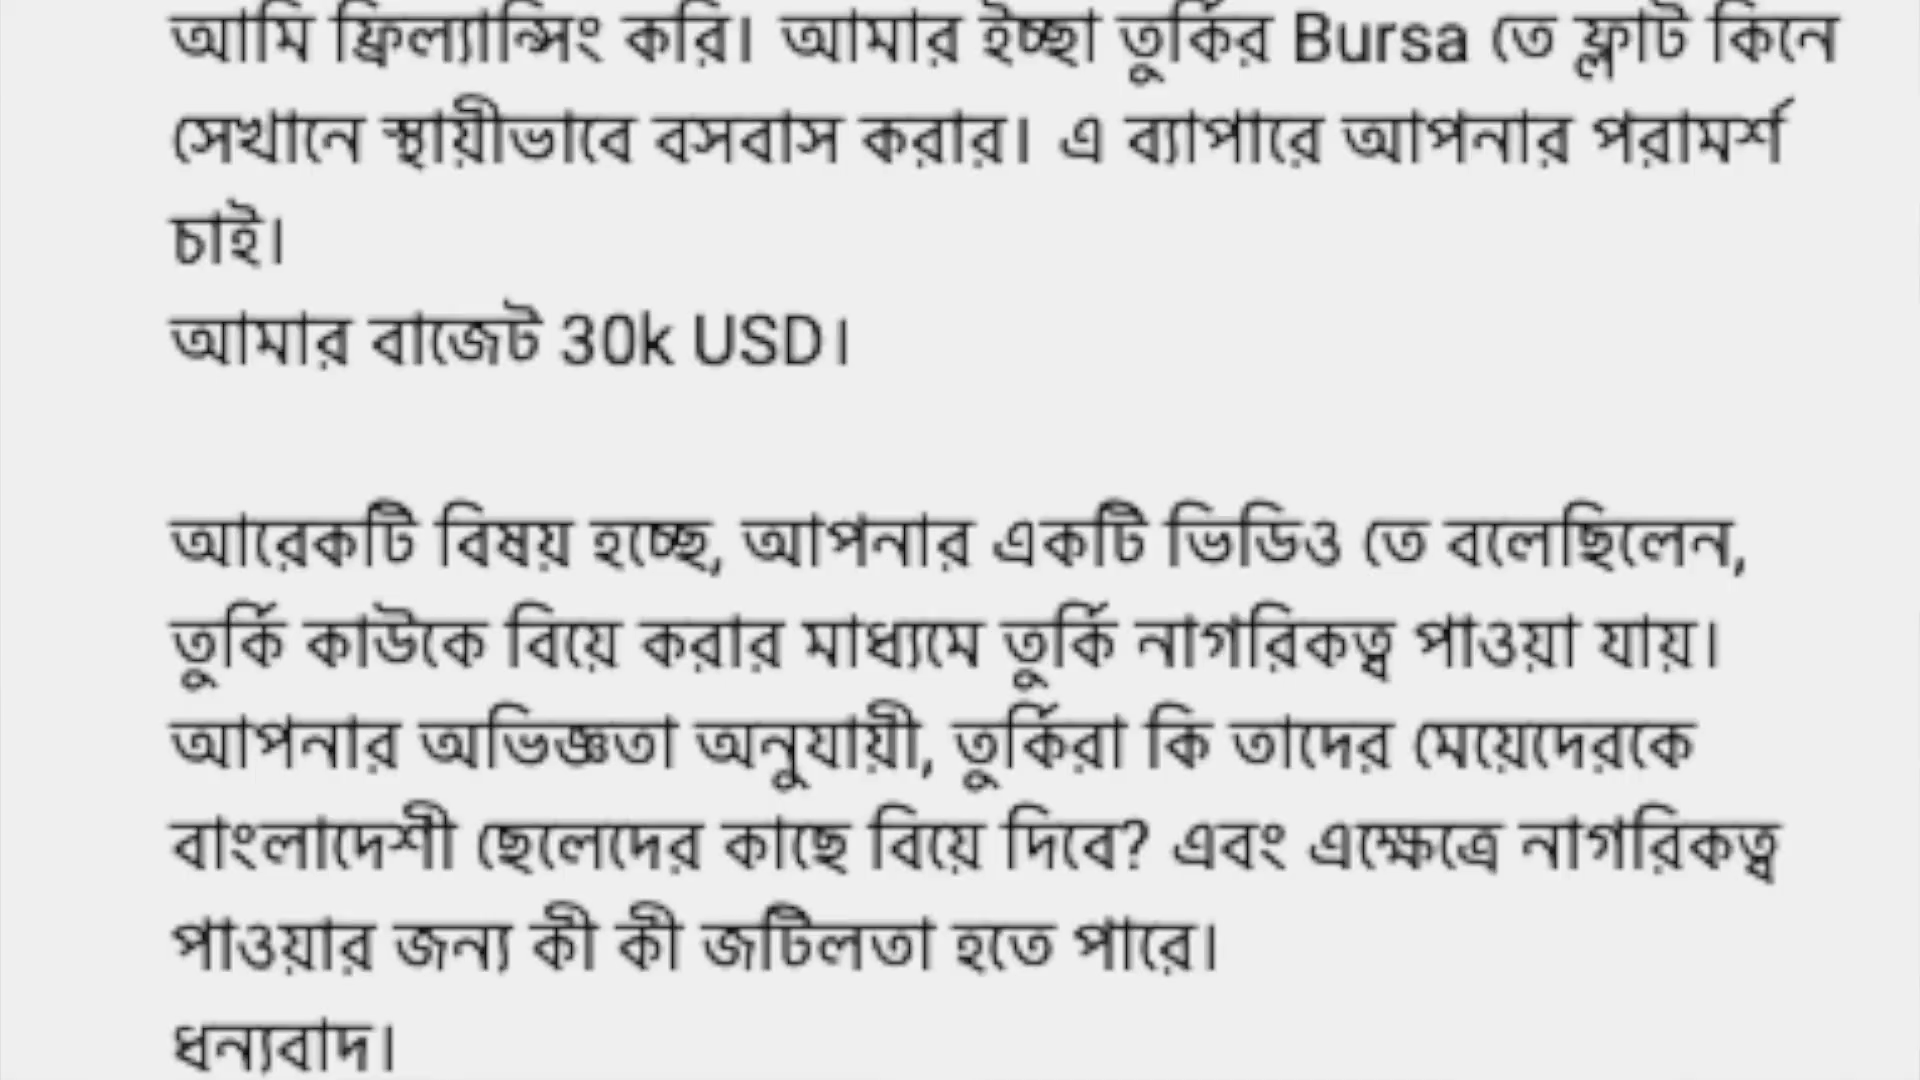 আমি ফ্রিল্যান্সিং করি। আমার ইচ্ছা তুর্কির Bursa তে ফ্লাট কিনে
সেখানে স্থায়ীভাবে বসবাস করার। এ ব্যাপারে আপনার পরামর্শ
চাই।
আমার বাজেট 30k USD।
আরেকটি বিষয় হচ্ছে, আপনার একটি ভিডিও তে বলেছিলেন,
তুর্কি কাউকে বিয়ে করার মাধ্যমে তুর্কি নাগরিকত্ব পাওয়া যায়।
আপনার অভিজ্ঞতা অনুযায়ী, তুর্কিরা কি তাদের মেয়েদেরকে
বাংলাদেশী ছেলেদের কাছে বিয়ে দিবে? এবং এক্ষেত্রে নাগরিকত্ব
পাওয়ার জন্য কী কী জটিলতা হতে পারে।
ধন্যবাদ।